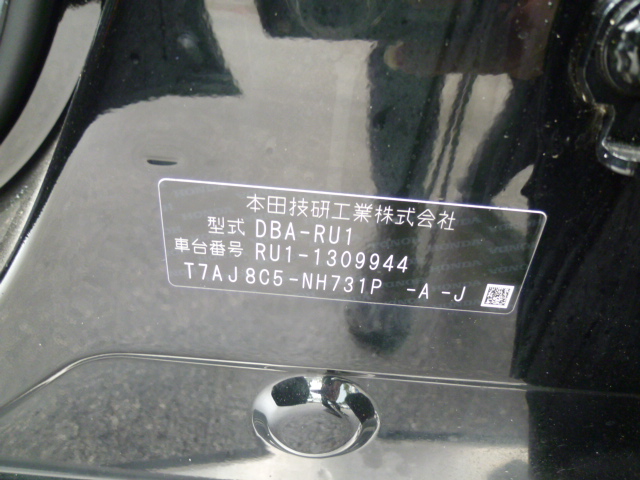 本田技研工業株式会社
型式 DBA-RU1
車台番号 RU1-1309944
T7AJ8C5-NH731P -A -J